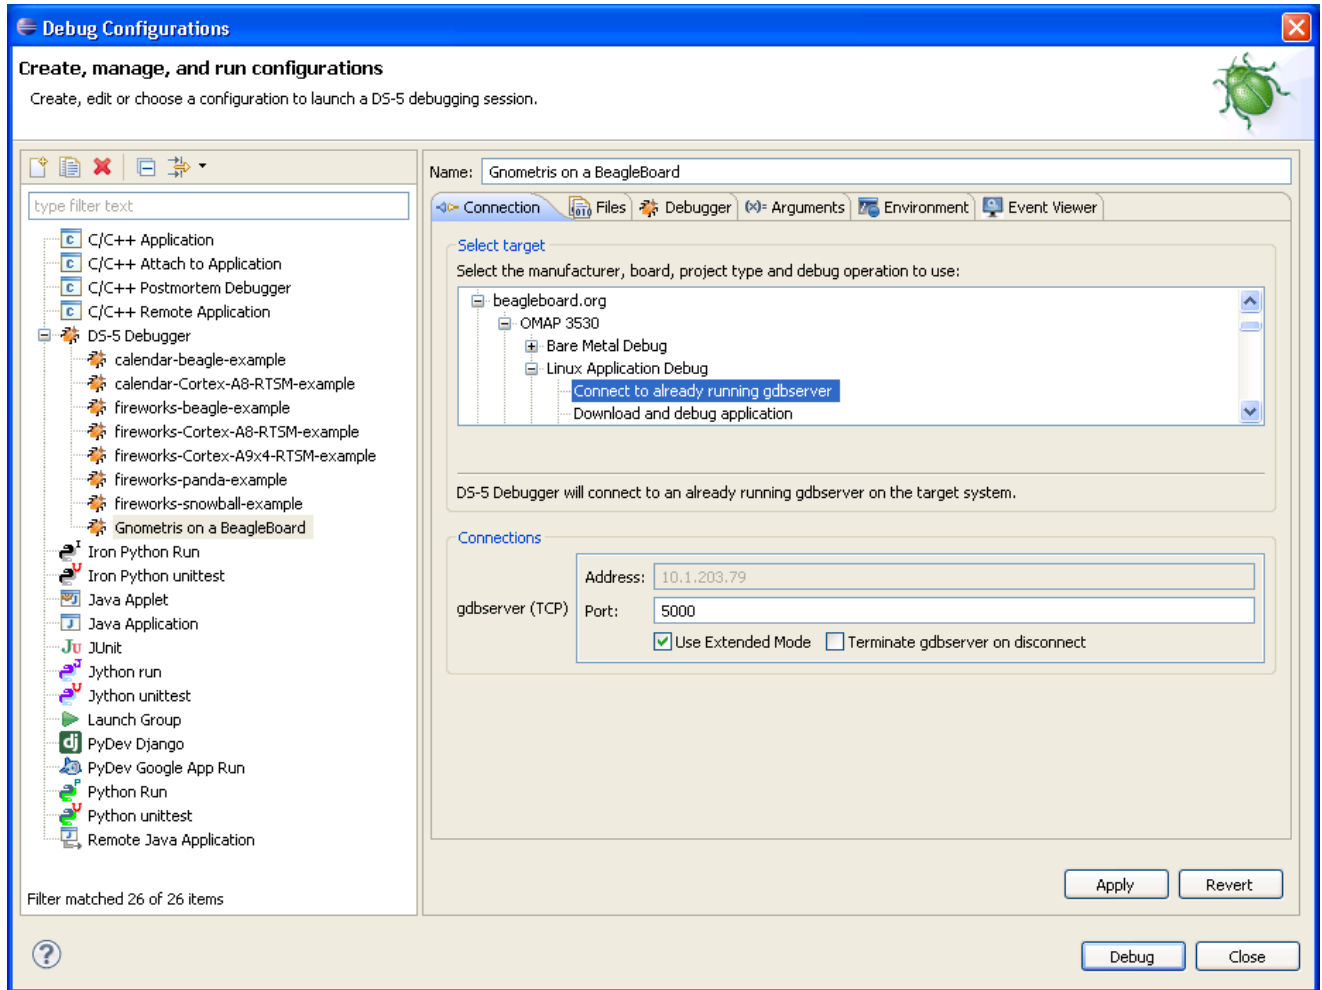 Debug Configurations
Create, manage, and run configurations
Create, edit or choose a configuration to launch a DS-5 debugging session.
type filter text
C/C++ Application
C/C++ Attach to Application
C/C++ Postmortem Debugger
C/C++ Remote Application
DS-5 Debugger
calendar-beagle-example
calendar-Cortex-A8-RTSM-example
fireworks-beagle-example
fireworks-Cortex-A8-RTSM-example
fireworks-Cortex-A9x4-RTSM-example
fireworks-panda-example
fireworks-snowball-example
Gnometris on a BeagleBoard
Iron Python Run
Iron Python unittest
Java Applet
Java Application
JUnit
Jython run
Jython unittest
Launch Group
PyDev Django
PyDev Google App Run
Python Run
Python unittest
Remote Java Application
Filter matched 26 of 26 items
Name: Gnometris on a BeagleBoard
Connection Files Debugger Arguments Environment Event Viewer
Select target
Select the manufacturer, board, project type and debug operation to use:
beagleboard.org
OMAP 3530
Bare Metal Debug
Linux Application Debug
Connect to already running gdbserver
Download and debug application
DS-5 Debugger will connect to an already running gdbserver on the target system.
Connections
gdbserver (TCP)
Address: 10.1.203.79
Port: 5000
Use Extended Mode Terminate gdbserver on disconnect
Apply Revert
Debug Close